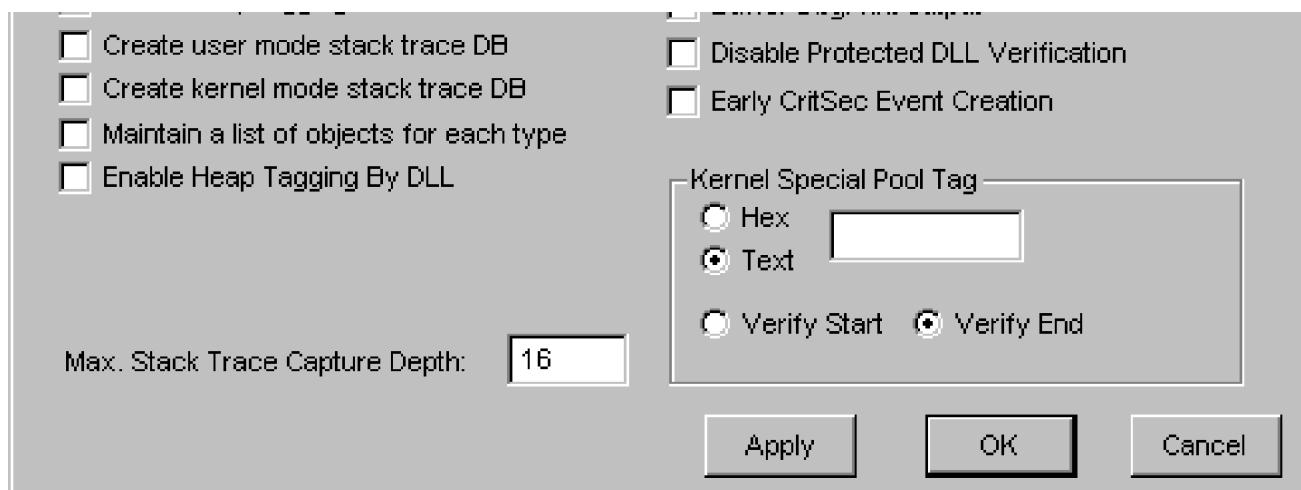 Create user mode stack trace DB
Create kernel mode stack trace DB
Maintain a list of objects for each type
Enable Heap Tagging By DLL
Max. Stack Trace Capture Depth: 16
Disable Protected DLL Verification
Early CritSec Event Creation
Kernel Special Pool Tag
Hex
Text
Verify Start Verify End
Apply OK Cancel